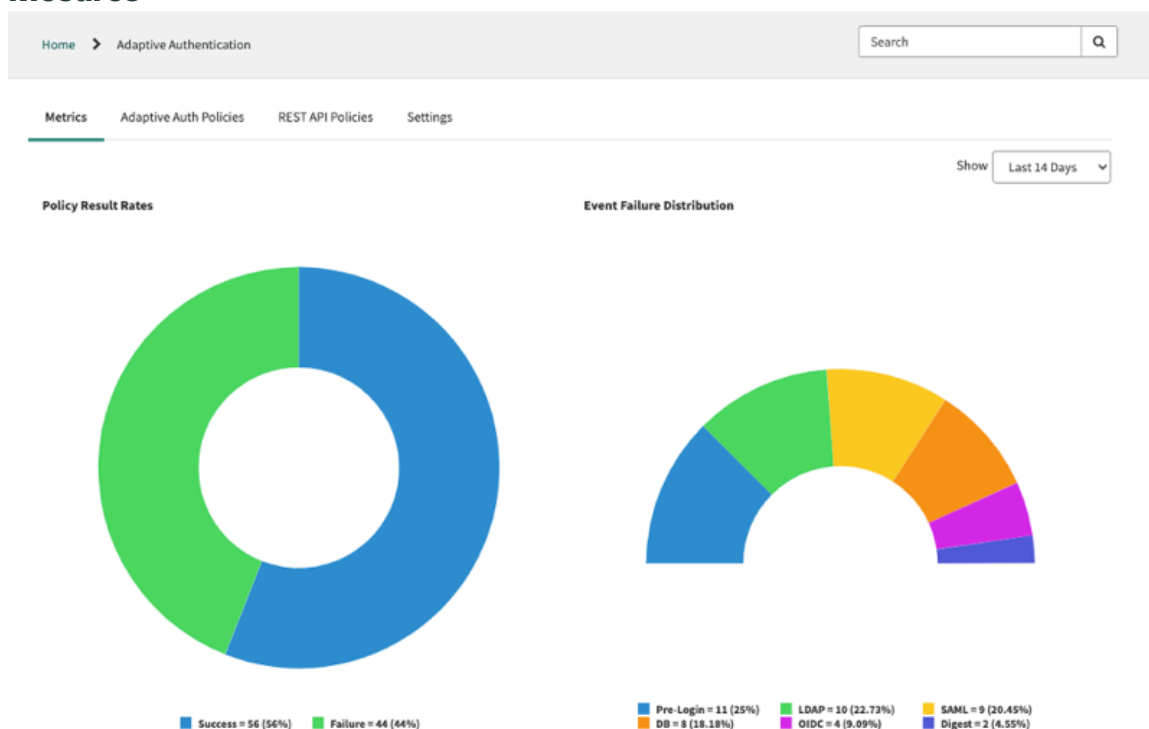 Home > Adaptive Authentication
Search
Metrics Adaptive Auth Policies REST API Policies Settings
Show Last 14 Days
Policy Result Rates
Event Failure Distribution
Success = 56 (56%) Failure = 44 (44%)
Pre-Login = 11 (25%) LDAP = 10 (22.73%) SAML = 9 (20.45%)
DB = 8 (18.18%) OIDC = 4 (9.09%) Digest = 2 (4.55%)